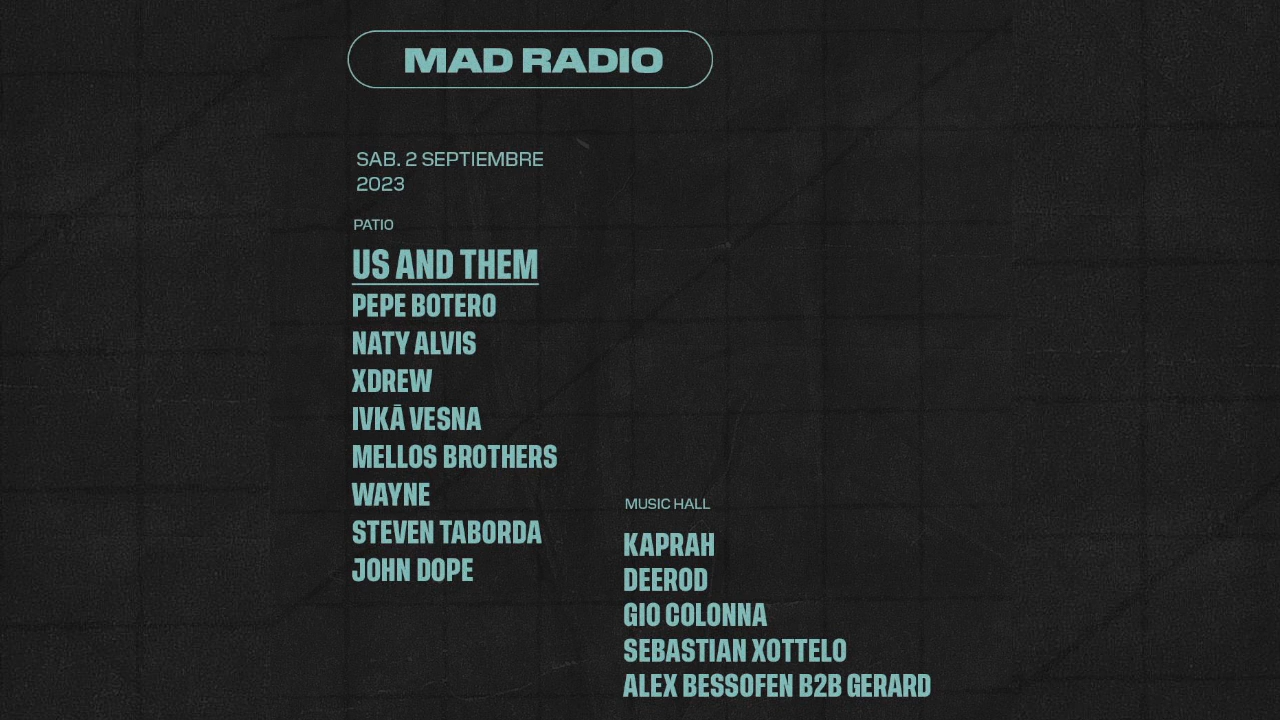 MAD RADIO
SAB. 2 SEPTIEMBRE
2023
PATIO
US AND THEM
PEPE BOTERO
NATY ALVIS
XDREW
IVKĀ VESNA
MELLOS BROTHERS
WAYNE
STEVEN TABORDA
JOHN DOPE
MUSIC HALL
KAPRAH
DEEROD
GIO COLONNA
SEBASTIAN XOTTELO
ALEX BESSOFEN B2B GERARD